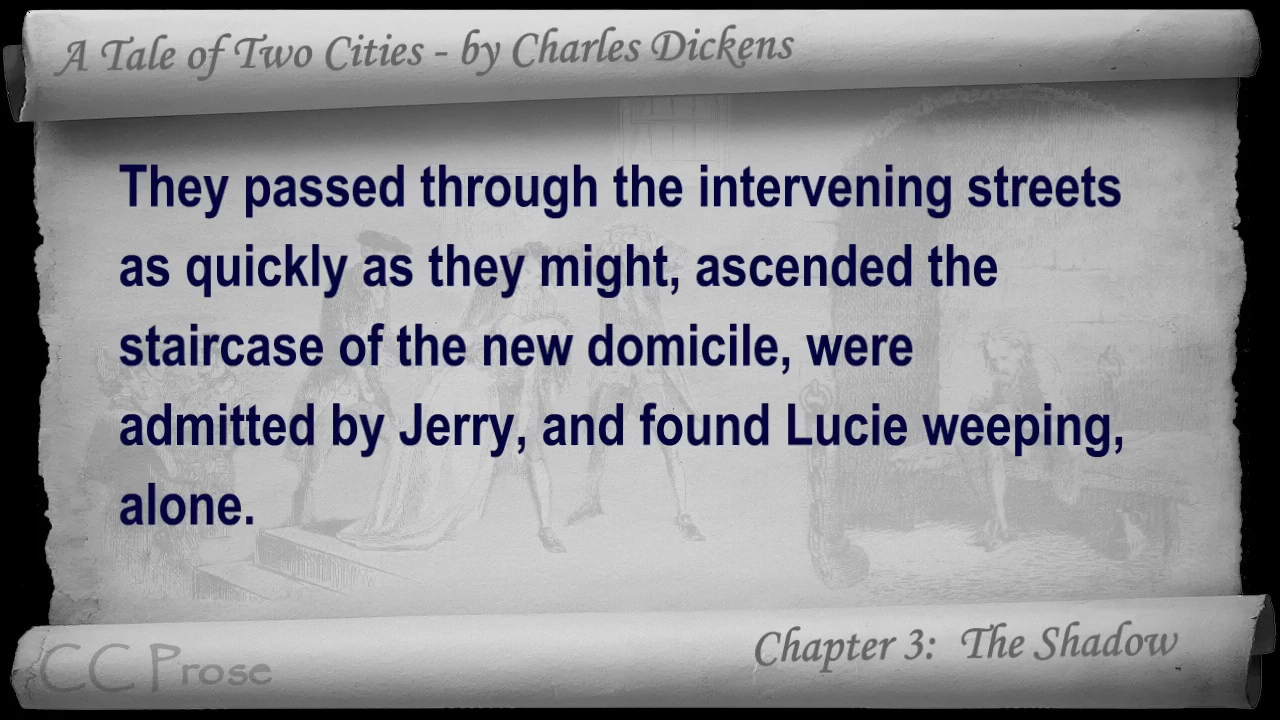 A Tale of Two Cities - by Charles Dickens
They passed through the intervening streets
as quickly as they might, ascended the
staircase of the new domicile, were
admitted by Jerry, and found Lucie weeping,
alone.
CC Prose
Chapter 3: The Shadow